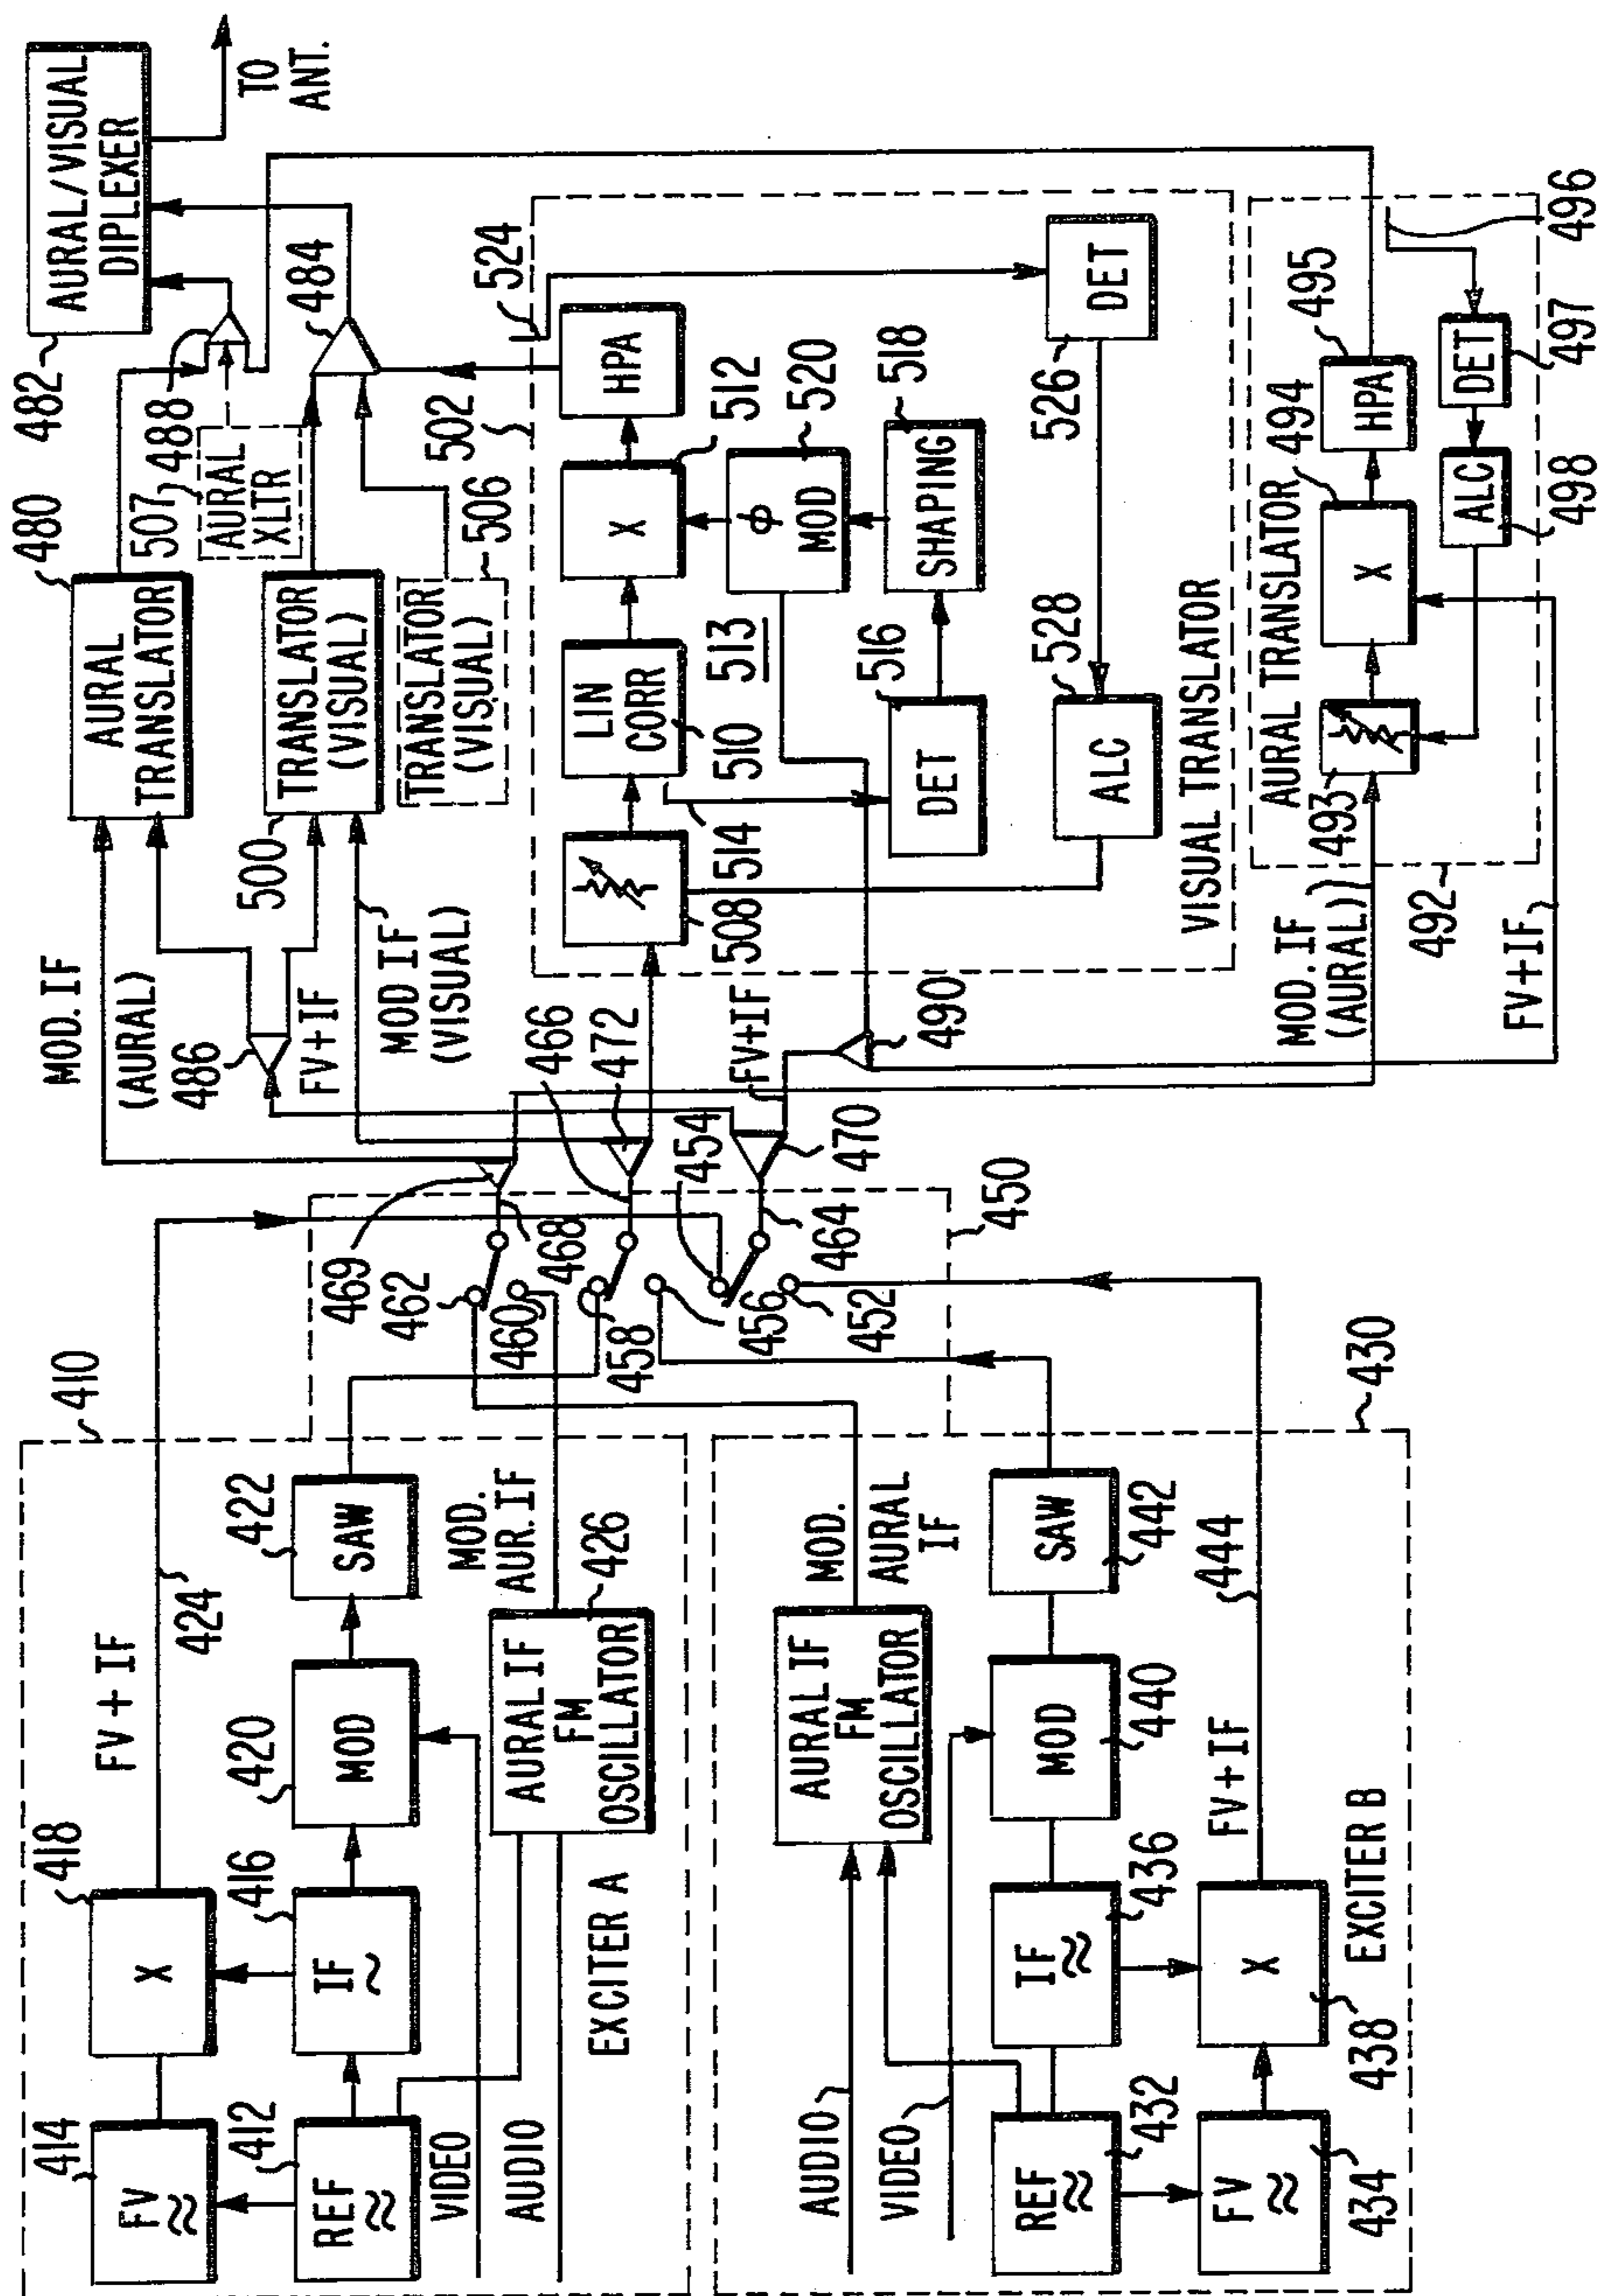 482
AURAL/VISUAL
DIPLEXER
TO
ANT.
480
AURAL
TRANSLATOR
507
488
AURAL
XLTR
484
500
TRANSLATOR
(VISUAL)
TRANSLATOR
(VISUAL)
506
502
524
MOD. IF
(AURAL)
486
FV+IF
MOD IF
(VISUAL)
466
472
454
FV+IF
490
470
508
514
LIN
CORR
510
513
X
512
HPA
φ
MOD
520
SHAPING
518
DET
516
DET
526
ALC
528
VISUAL TRANSLATOR
AURAL TRANSLATOR
493
X
494
HPA
495
496
DET
497
ALC
498
492
MOD. IF
(AURAL)
FV+IF
410
424
FV + IF
414
FV
418
X
412
REF
416
IF
420
MOD
422
SAW
VIDEO
AUDIO
AURAL IF
FM
OSCILLATOR
426
MOD.
AUR. IF
EXCITER A
469
462
460
468
458
456
452
464
450
430
MOD.
AURAL
IF
AURAL IF
FM
OSCILLATOR
AUDIO
VIDEO
REF
432
IF
436
MOD
440
SAW
442
444
FV+IF
FV
434
X
438
EXCITER B